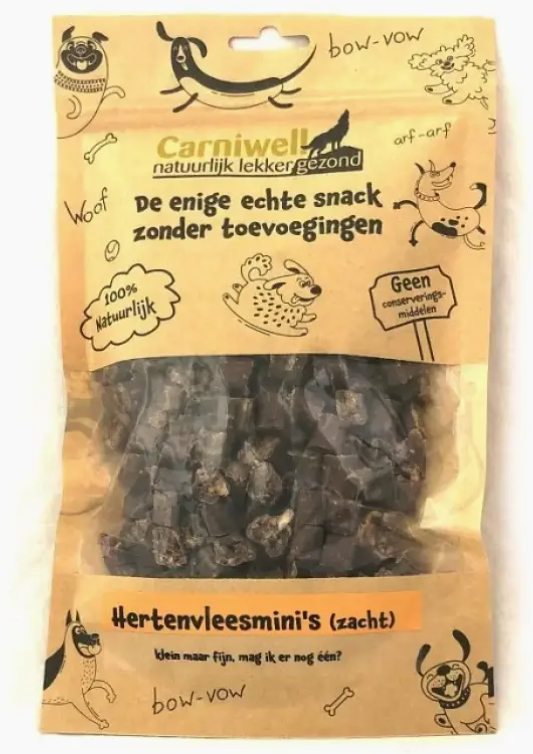 bow-vow
Carniwell
natuurlijk lekker gezond
arf-arf
Woof
De enige echte snack
zonder toevoegingen
100%
Natuurlijk
Geen
conserverings-
middelen
Hertenvleesmini's (zacht)
klein maar fijn, mag ik er nog één?
bow-vow